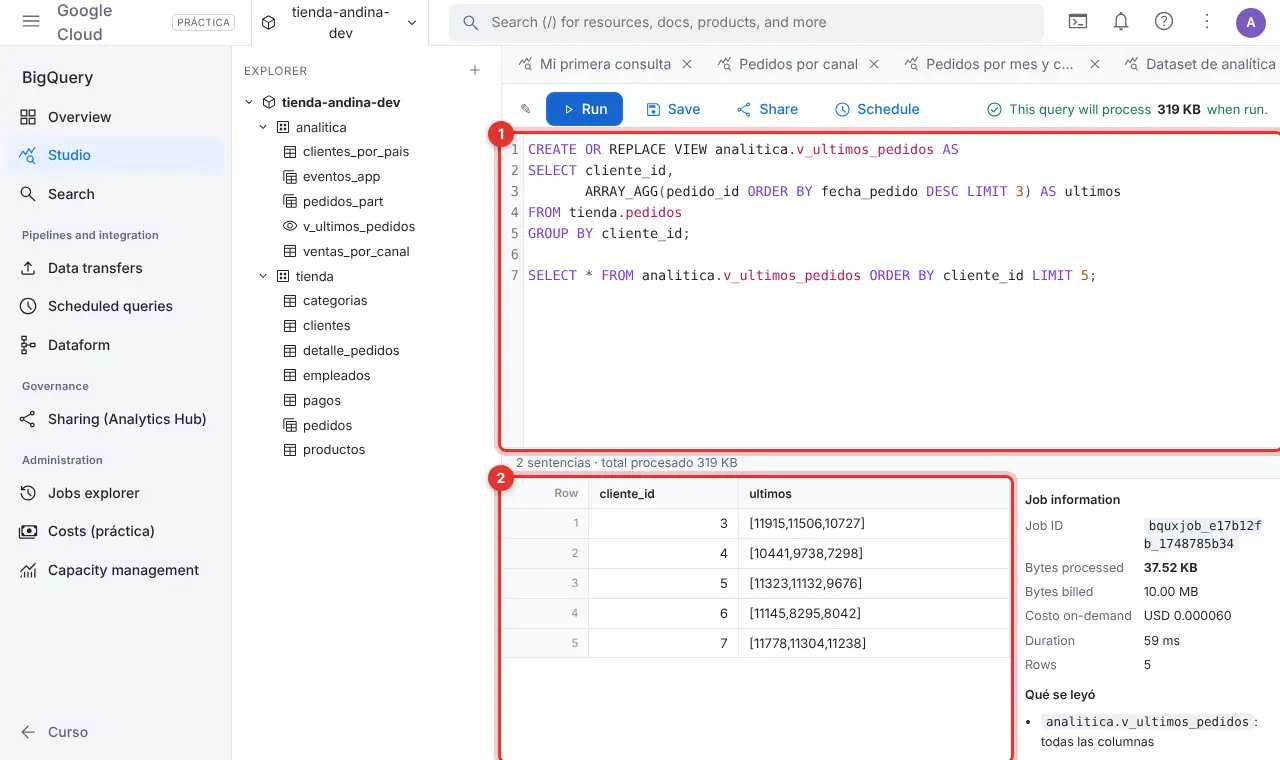 Google Cloud
PRÁCTICA
tienda-andina-dev
Search (/) for resources, docs, products, and more
A
BigQuery
Overview
Studio
Search
Pipelines and integration
Data transfers
Scheduled queries
Dataform
Governance
Sharing (Analytics Hub)
Administration
Jobs explorer
Costs (práctica)
Capacity management
Curso
EXPLORER
tienda-andina-dev
analitica
clientes_por_pais
eventos_app
pedidos_part
v_ultimos_pedidos
ventas_por_canal
tienda
categorias
clientes
detalle_pedidos
empleados
pagos
pedidos
productos
Mi primera consulta
Pedidos por canal
Pedidos por mes y c...
Dataset de analítica
Run
Save
Share
Schedule
This query will process 319 KB when run.
1
1 CREATE OR REPLACE VIEW analitica.v_ultimos_pedidos AS
2 SELECT cliente_id,
3 ARRAY_AGG(pedido_id ORDER BY fecha_pedido DESC LIMIT 3) AS ultimos
4 FROM tienda.pedidos
5 GROUP BY cliente_id;
6
7 SELECT * FROM analitica.v_ultimos_pedidos ORDER BY cliente_id LIMIT 5;
2 sentencias · total procesado 319 KB
2
Row cliente_id ultimos
1 3 [11915,11506,10727]
2 4 [10441,9738,7298]
3 5 [11323,11132,9676]
4 6 [11145,8295,8042]
5 7 [11778,11304,11238]
Job information
Job ID bquxjob_e17b12f
b_1748785b34
Bytes processed 37.52 KB
Bytes billed 10.00 MB
Costo on-demand USD 0.000060
Duration 59 ms
Rows 5
Qué se leyó
• analitica.v_ultimos_pedidos :
todas las columnas